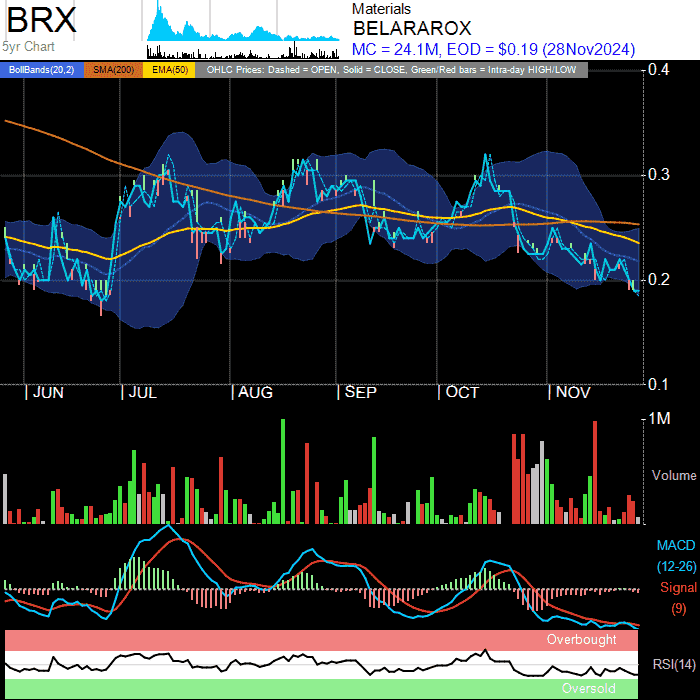 BRX
5yr Chart
Materials
BELARAROX
MC = 24.1M, EOD = $0.19 (28Nov2024)
BollBands(20,2) SMA(200) EMA(50) OHLC Prices: Dashed = OPEN, Solid = CLOSE, Green/Red bars = Intra-day HIGH/LOW
0.4
0.3
0.2
0.1
JUN JUL AUG SEP OCT NOV
1M
Volume
MACD
(12-26)
Signal
(9)
Overbought
RSI(14)
Oversold